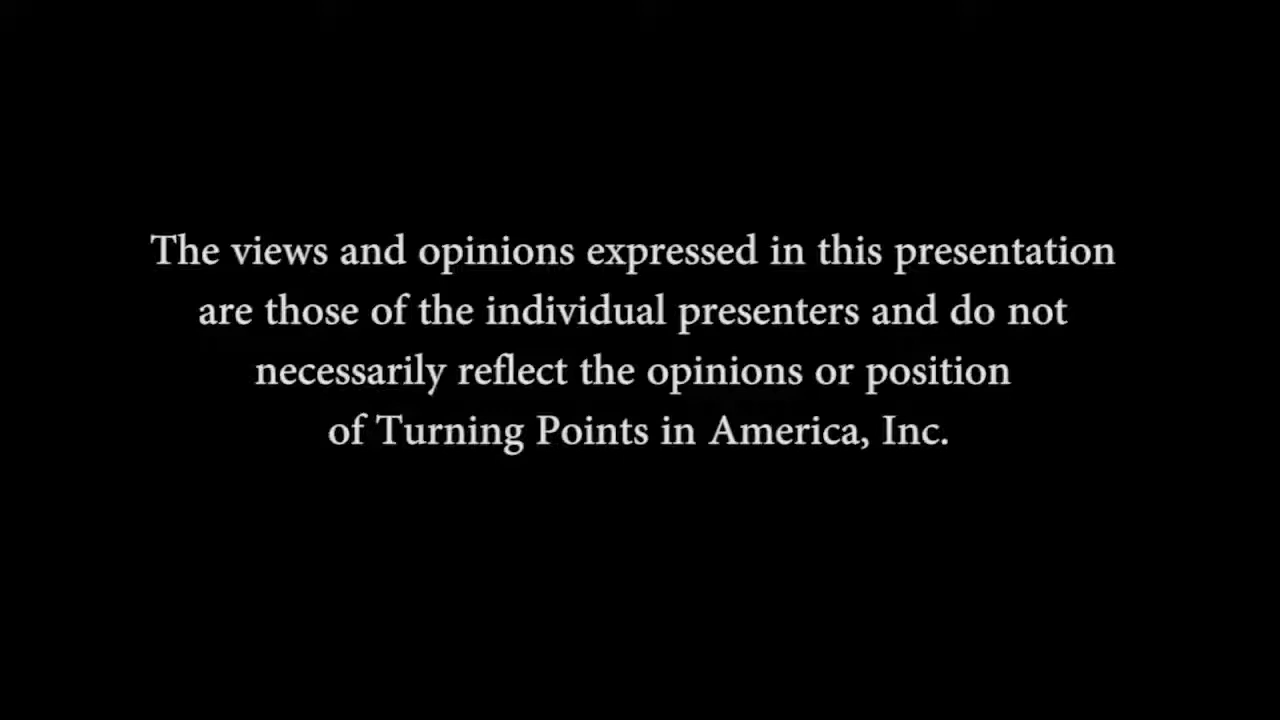 The views and opinions expressed in this presentation
are those of the individual presenters and do not
necessarily reflect the opinions or position
of Turning Points in America, Inc.